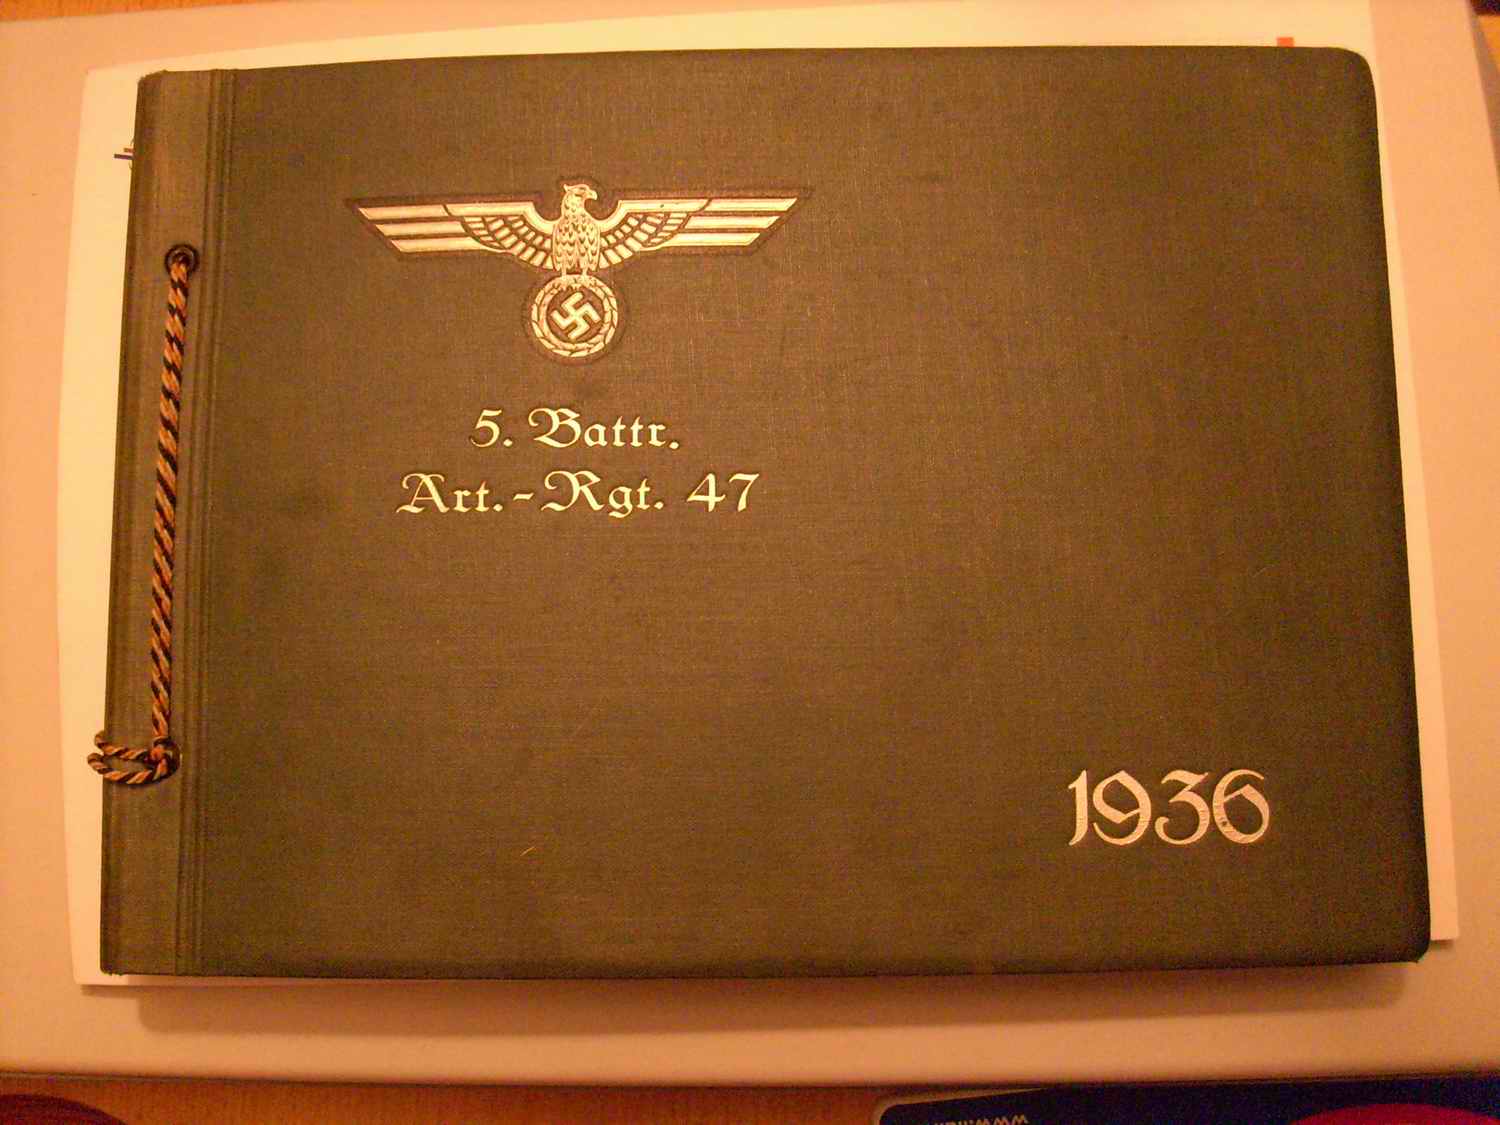 5. Battr.
Art.-Rgt. 47
1936